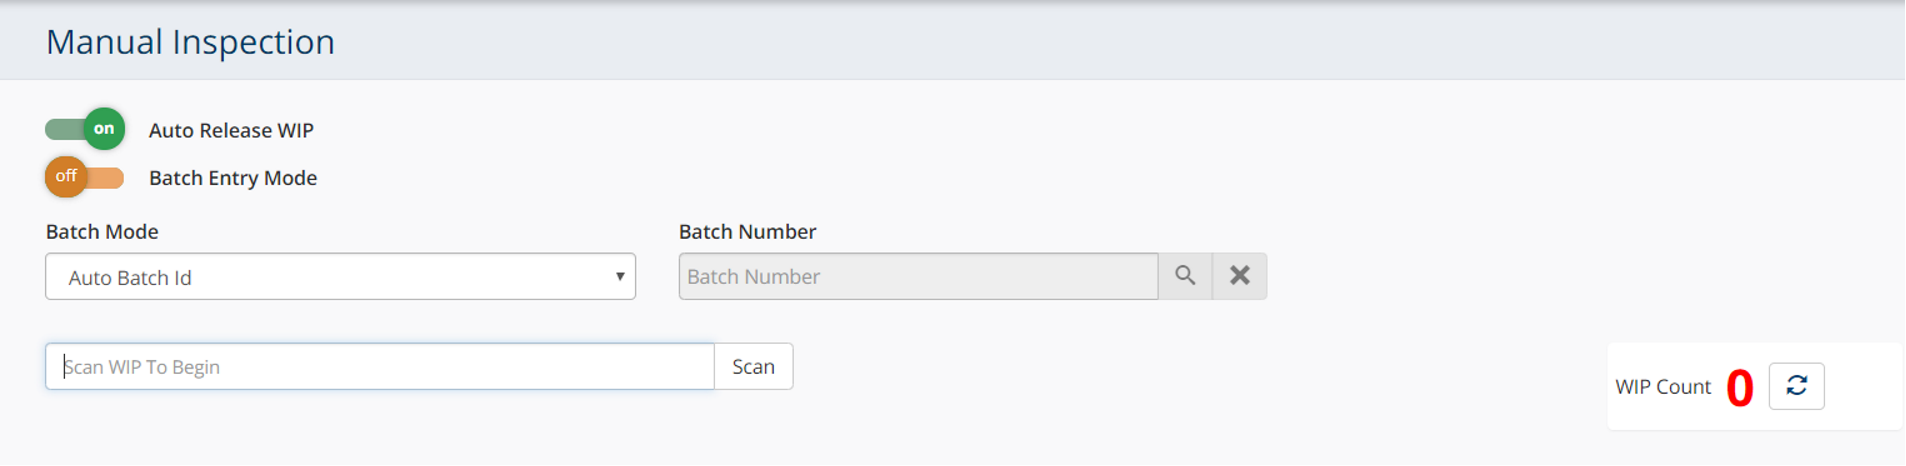 Manual Inspection
on Auto Release WIP
off Batch Entry Mode
Batch Mode
Batch Number
Auto Batch Id
Batch Number
Scan WIP To Begin
Scan
WIP Count 0